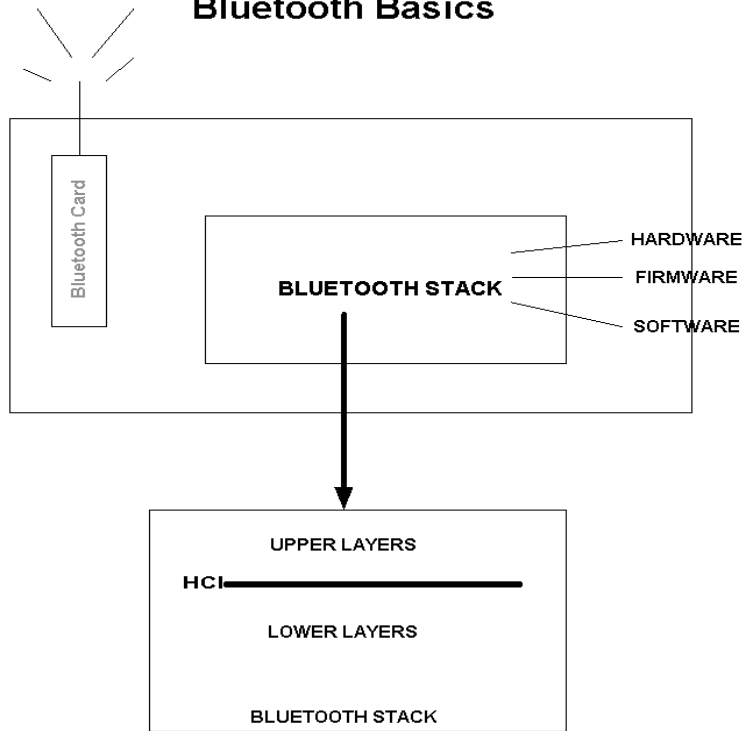 Bluetooth Basics
Bluetooth Card
HARDWARE
FIRMWARE
BLUETOOTH STACK
SOFTWARE
UPPER LAYERS
HCI
LOWER LAYERS
BLUETOOTH STACK